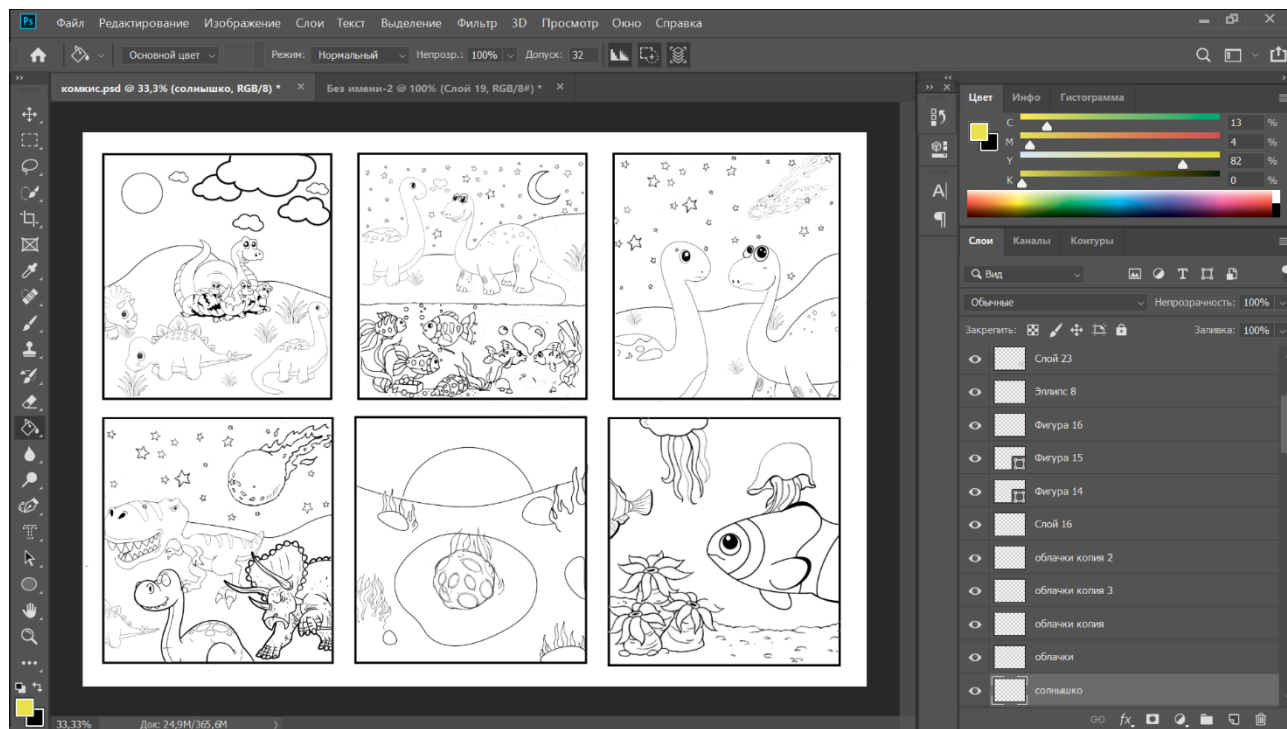 Ps Файл Редактирование Изображение Слои Текст Выделение Фильтр 3D Просмотр Окно Справка
Основной цвет Режим: Нормальный Непрозр.: 100% Допуск: 32
комкис.psd @ 33,3% (солнышко, RGB/8) * × Без имени-2 @ 100% (Слой 19, RGB/8#) * ×
Цвет Инфо Гистограмма
C 13 %
M 4 %
Y 82 %
K 0 %
Слои Каналы Контуры
Вид
Обычные Непрозрачность: 100%
Закрепить: Заливка: 100%
Слой 23
Эллипс 8
Фигура 16
Фигура 15
Фигура 14
Слой 16
облачки копия 2
облачки копия 3
облачки копия
облачки
солнышко
fx
33,33% Док: 24,9M/365,6M